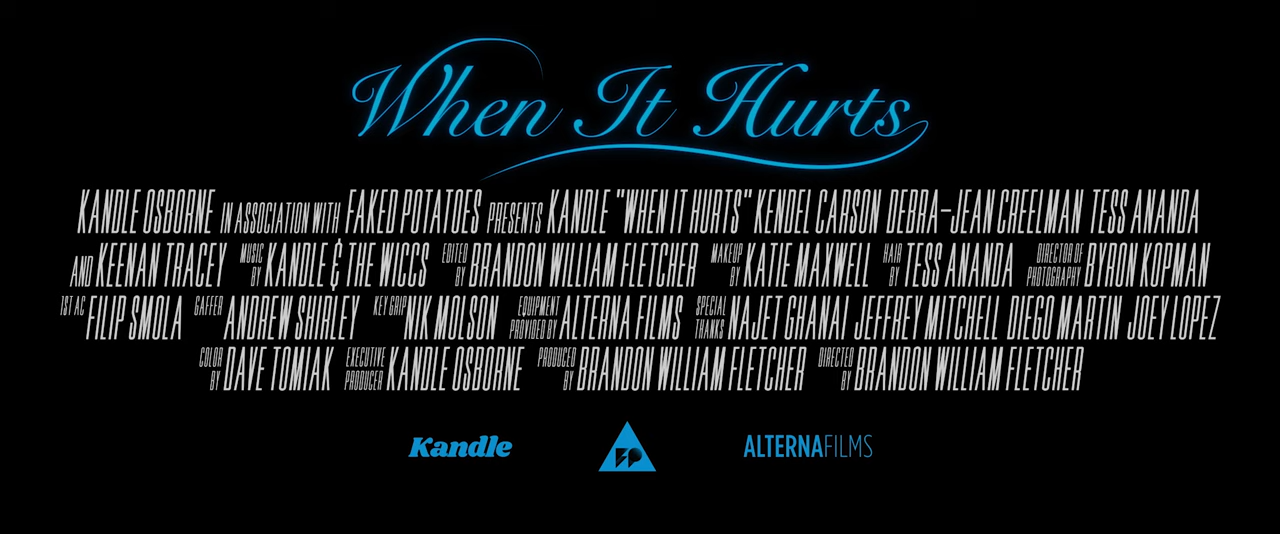 When It Hurts
KANDLE OSBORNE IN ASSOCIATION WITH FAKED POTATOES PRESENTS KANDLE "WHEN IT HURTS" KENDEL CARSON DEBRA-JEAN CREELMAN TESS ANANDA
AND KEENAN TRACEY MUSIC BY KANDLE & THE WICCS EDITED BY BRANDON WILLIAM FLETCHER MAKEUP BY KATIE MAXWELL HAIR BY TESS ANANDA DIRECTOR OF PHOTOGRAPHY BYRON KOPMAN
1ST AC FILIP SMOLA GAFFER ANDREW SHIRLEY KEY GRIP NIK MOLSON EQUIPMENT PROVIDED BY ALTERNA FILMS SPECIAL THANKS NAJET GHANAI JEFFREY MITCHELL DIEGO MARTIN JOEY LOPEZ
COLOR BY DAVE TOMIAK EXECUTIVE PRODUCER KANDLE OSBORNE PRODUCED BY BRANDON WILLIAM FLETCHER DIRECTED BY BRANDON WILLIAM FLETCHER
Kandle FP ALTERNAFILMS